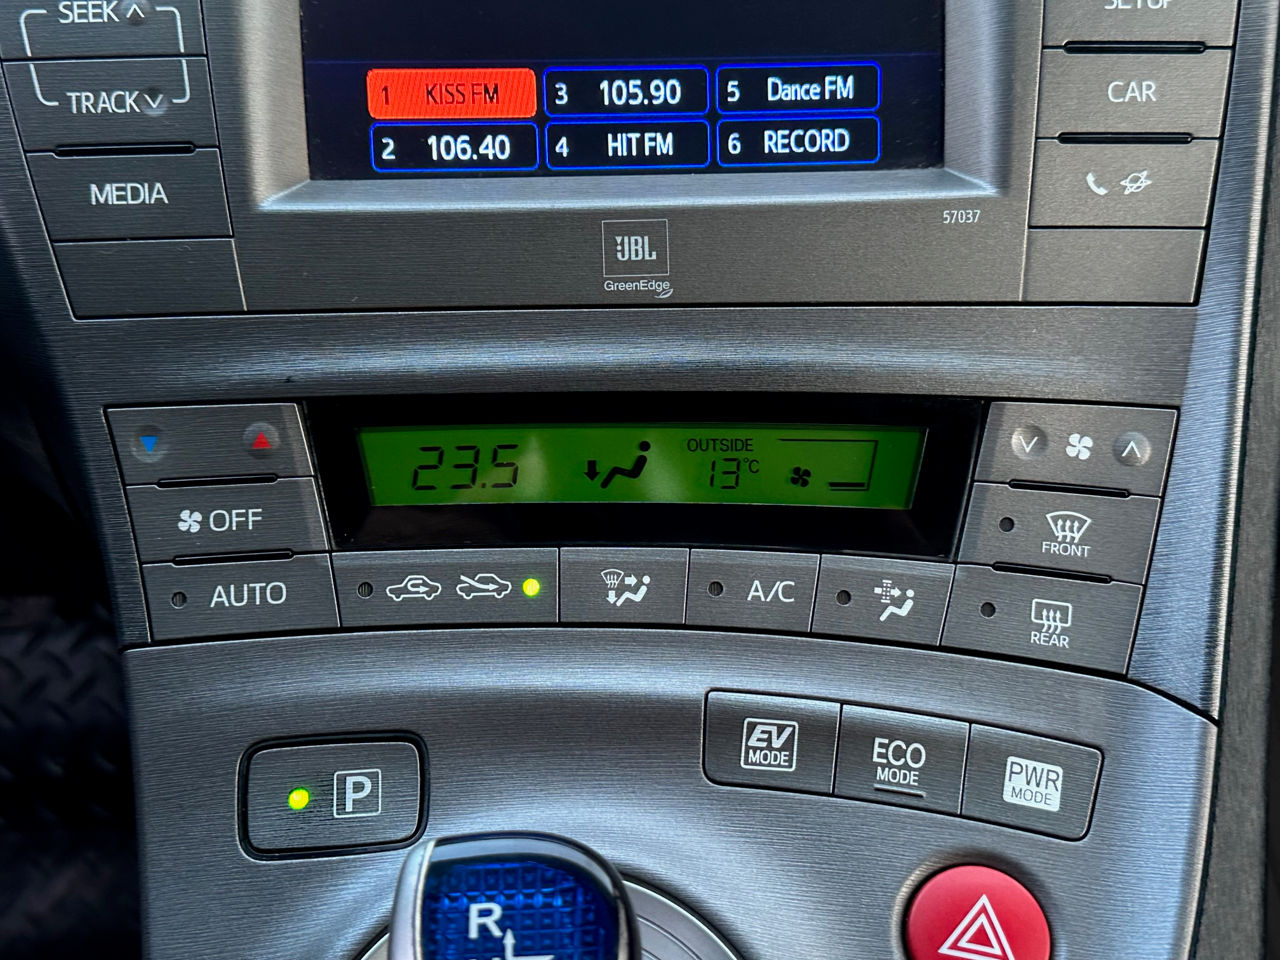 SEEK
SETUP
TRACK
1 KISS FM
3 105.90
5 Dance FM
CAR
2 106.40
4 HIT FM
6 RECORD
MEDIA
57037
JBL
GreenEdge
23.5
OUTSIDE
13°C
OFF
FRONT
AUTO
A/C
REAR
EV
MODE
ECO
MODE
PWR
MODE
P
R